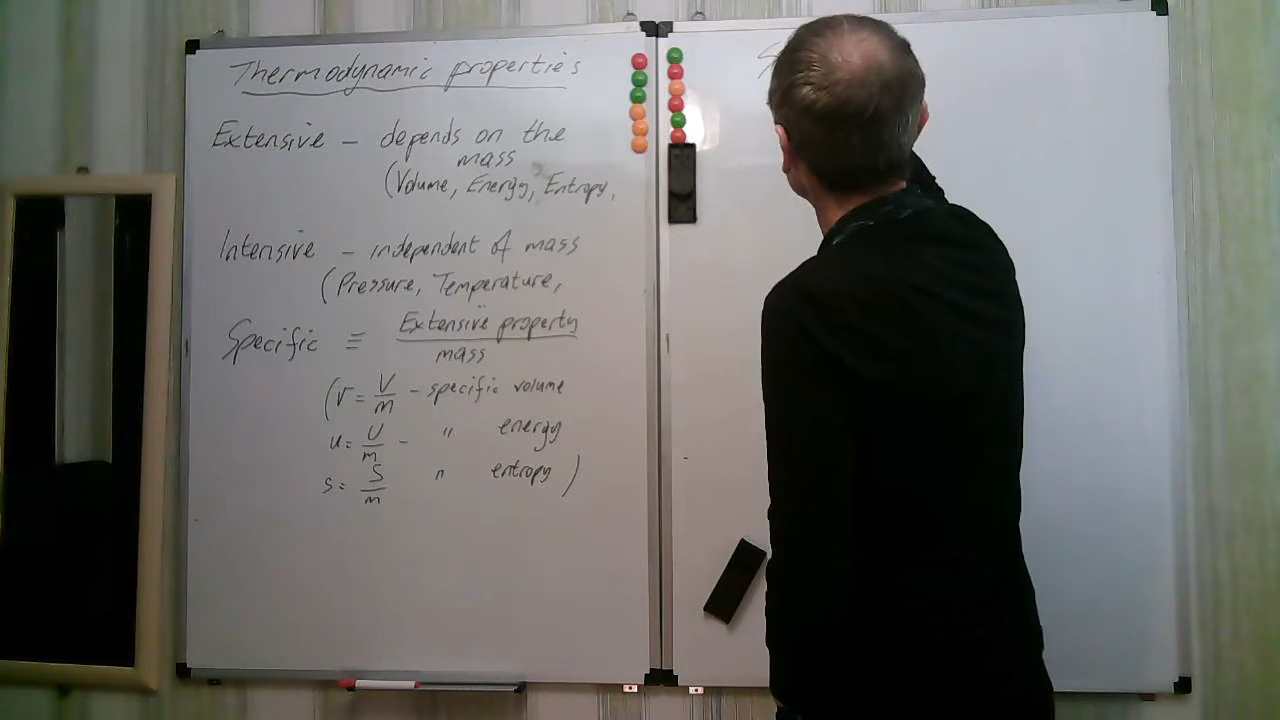 Thermodynamic properties
Extensive – depends on the
mass
(Volume, Energy, Entropy,
Intensive – independent of mass
(Pressure, Temperature,
Specific ≡ Extensive property
mass
(v = V/m – specific volume
u = U/m – " energy
s = S/m " entropy)